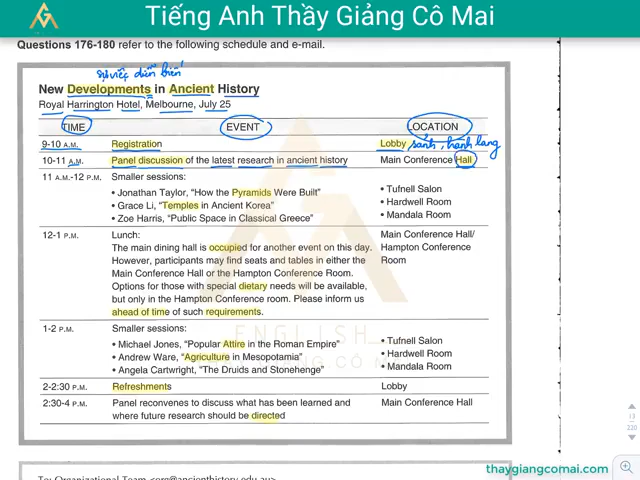 Tiếng Anh Thầy Giảng Cô Mai
Questions 176-180 refer to the following schedule and e-mail.
sự việc diễn biến
New Developments in Ancient History
Royal Harrington Hotel, Melbourne, July 25
TIME EVENT LOCATION
9-10 A.M. Registration Lobby sảnh, hành lang
10-11 A.M. Panel discussion of the latest research in ancient history Main Conference Hall
11 A.M.-12 P.M. Smaller sessions:
• Jonathan Taylor, "How the Pyramids Were Built" • Tufnell Salon
• Grace Li, "Temples in Ancient Korea" • Hardwell Room
• Zoe Harris, "Public Space in Classical Greece" • Mandala Room
12-1 P.M. Lunch: Main Conference Hall/
The main dining hall is occupied for another event on this day. Hampton Conference
However, participants may find seats and tables in either the Room
Main Conference Hall or the Hampton Conference Room.
Options for those with special dietary needs will be available,
but only in the Hampton Conference room. Please inform us
ahead of time of such requirements.
1-2 P.M. Smaller sessions:
• Michael Jones, "Popular Attire in the Roman Empire" • Tufnell Salon
• Andrew Ware, "Agriculture in Mesopotamia" • Hardwell Room
• Angela Cartwright, "The Druids and Stonehenge" • Mandala Room
ENGLISH
2-2:30 P.M. Refreshments Lobby
2:30-4 P.M. Panel reconvenes to discuss what has been learned and Main Conference Hall
where future research should be directed
13
220
thaygiangcomai.com
To: Organizational Team <org@ancienthistory.edu.au>